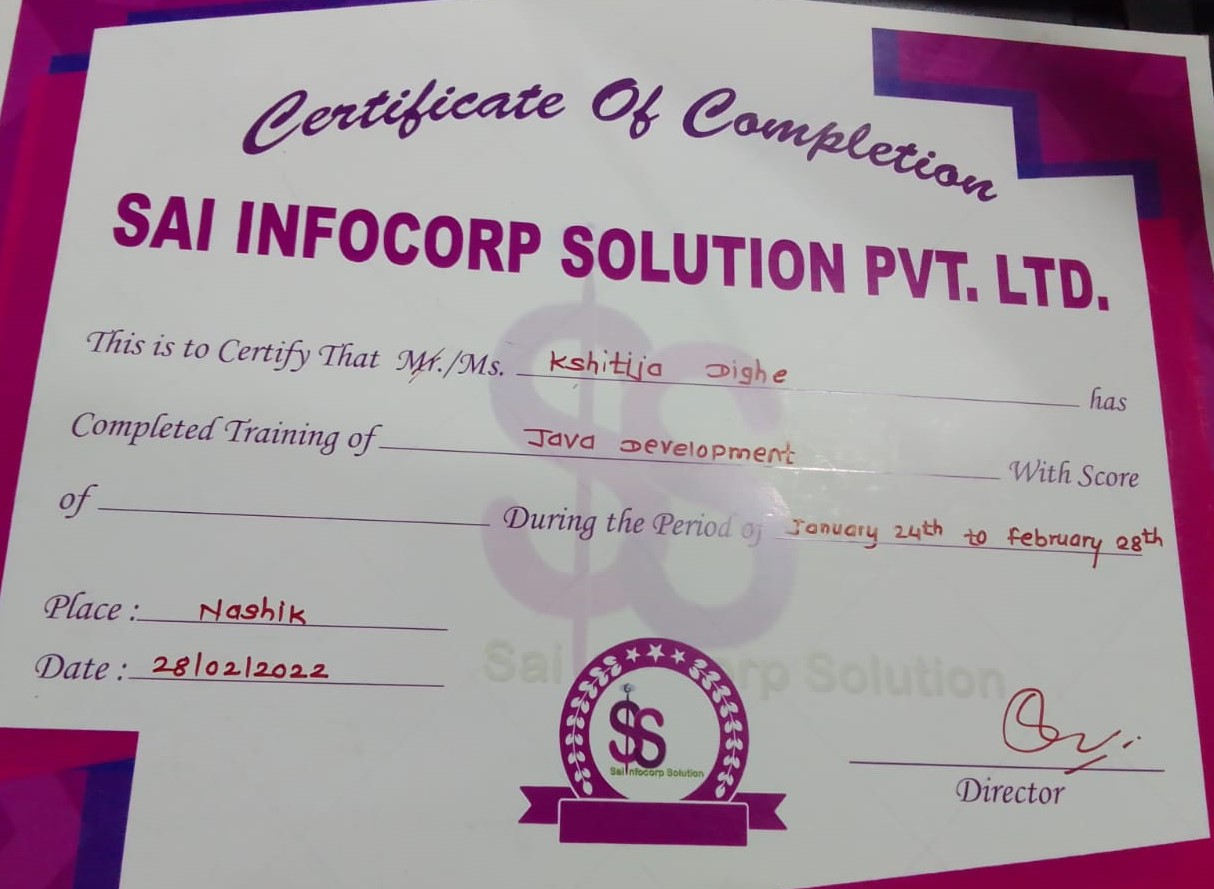 Certificate Of Completion
SAI INFOCORP SOLUTION PVT. LTD.
This is to Certify That Mr./Ms. Kshitija Dighe has
Completed Training of Java Development With Score
of During the Period of January 24th to February 28th
Place : Nashik
Date : 28/02/2022
Sai Infocorp Solution
SS
Sai Infocorp Solution
Director